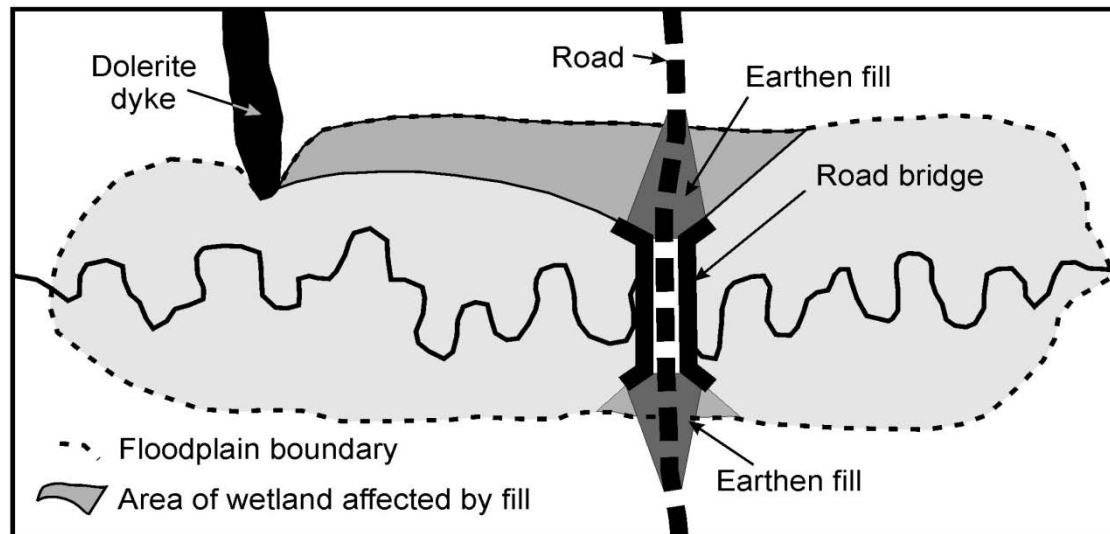 Road
Dolerite
dyke
Earthen fill
Road bridge
Floodplain boundary
Area of wetland affected by fill
Earthen fill